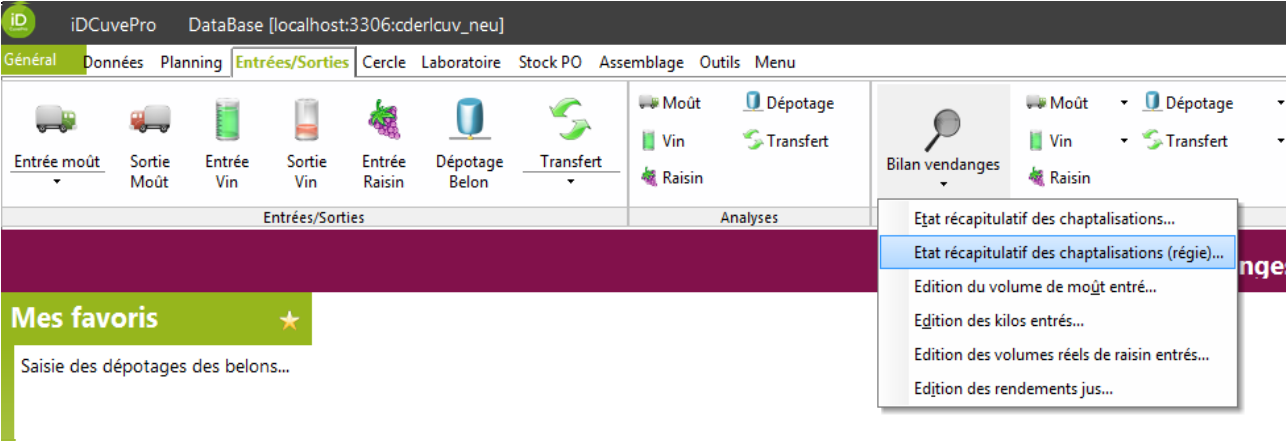 iD
iDCuvePro DataBase [localhost:3306:cderlcuv_neu]
Général Données Planning Entrées/Sorties Cercle Laboratoire Stock PO Assemblage Outils Menu
Entrée moût
Sortie Moût
Entrée Vin
Sortie Vin
Entrée Raisin
Dépotage Belon
Transfert
Entrées/Sorties
Moût Dépotage
Vin Transfert
Raisin
Analyses
Bilan vendanges
Moût Dépotage
Vin Transfert
Raisin
Etat récapitulatif des chaptalisations...
Etat récapitulatif des chaptalisations (régie)...
Edition du volume de moût entré...
Edition des kilos entrés...
Edition des volumes réels de raisin entrés...
Edition des rendements jus...
Mes favoris
Saisie des dépotages des belons...